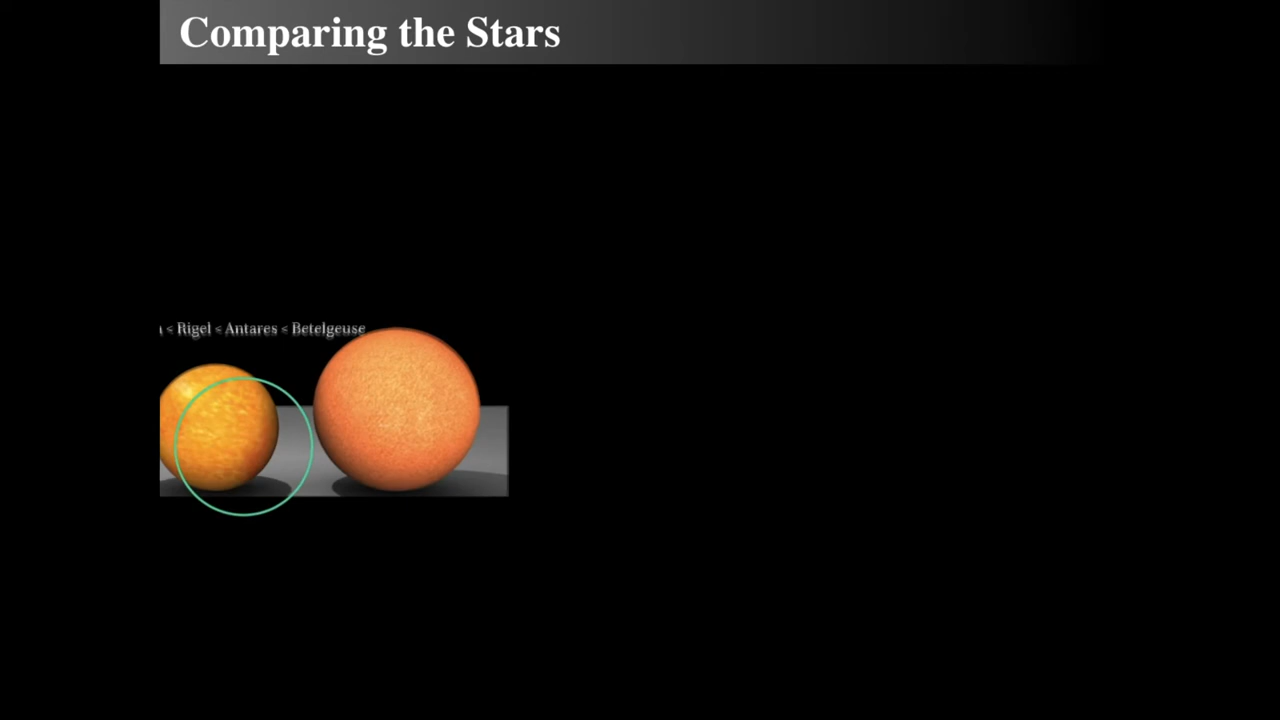 Comparing the Stars
< Rigel < Antares < Betelgeuse